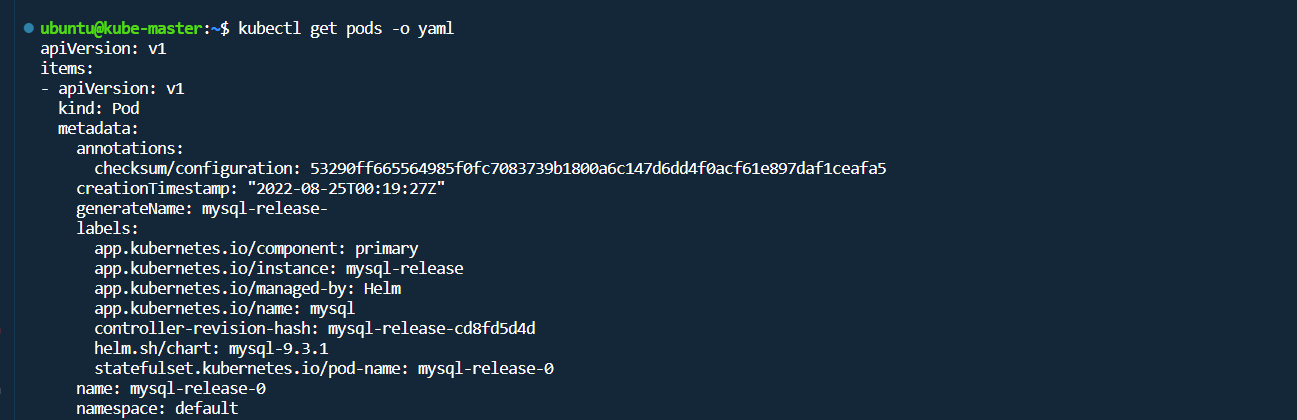 ubuntu@kube-master:~$ kubectl get pods -o yaml
apiVersion: v1
items:
- apiVersion: v1
  kind: Pod
  metadata:
    annotations:
      checksum/configuration: 53290ff665564985f0fc7083739b1800a6c147d6dd4f0acf61e897daf1ceafa5
    creationTimestamp: "2022-08-25T00:19:27Z"
    generateName: mysql-release-
    labels:
      app.kubernetes.io/component: primary
      app.kubernetes.io/instance: mysql-release
      app.kubernetes.io/managed-by: Helm
      app.kubernetes.io/name: mysql
      controller-revision-hash: mysql-release-cd8fd5d4d
      helm.sh/chart: mysql-9.3.1
      statefulset.kubernetes.io/pod-name: mysql-release-0
    name: mysql-release-0
    namespace: default